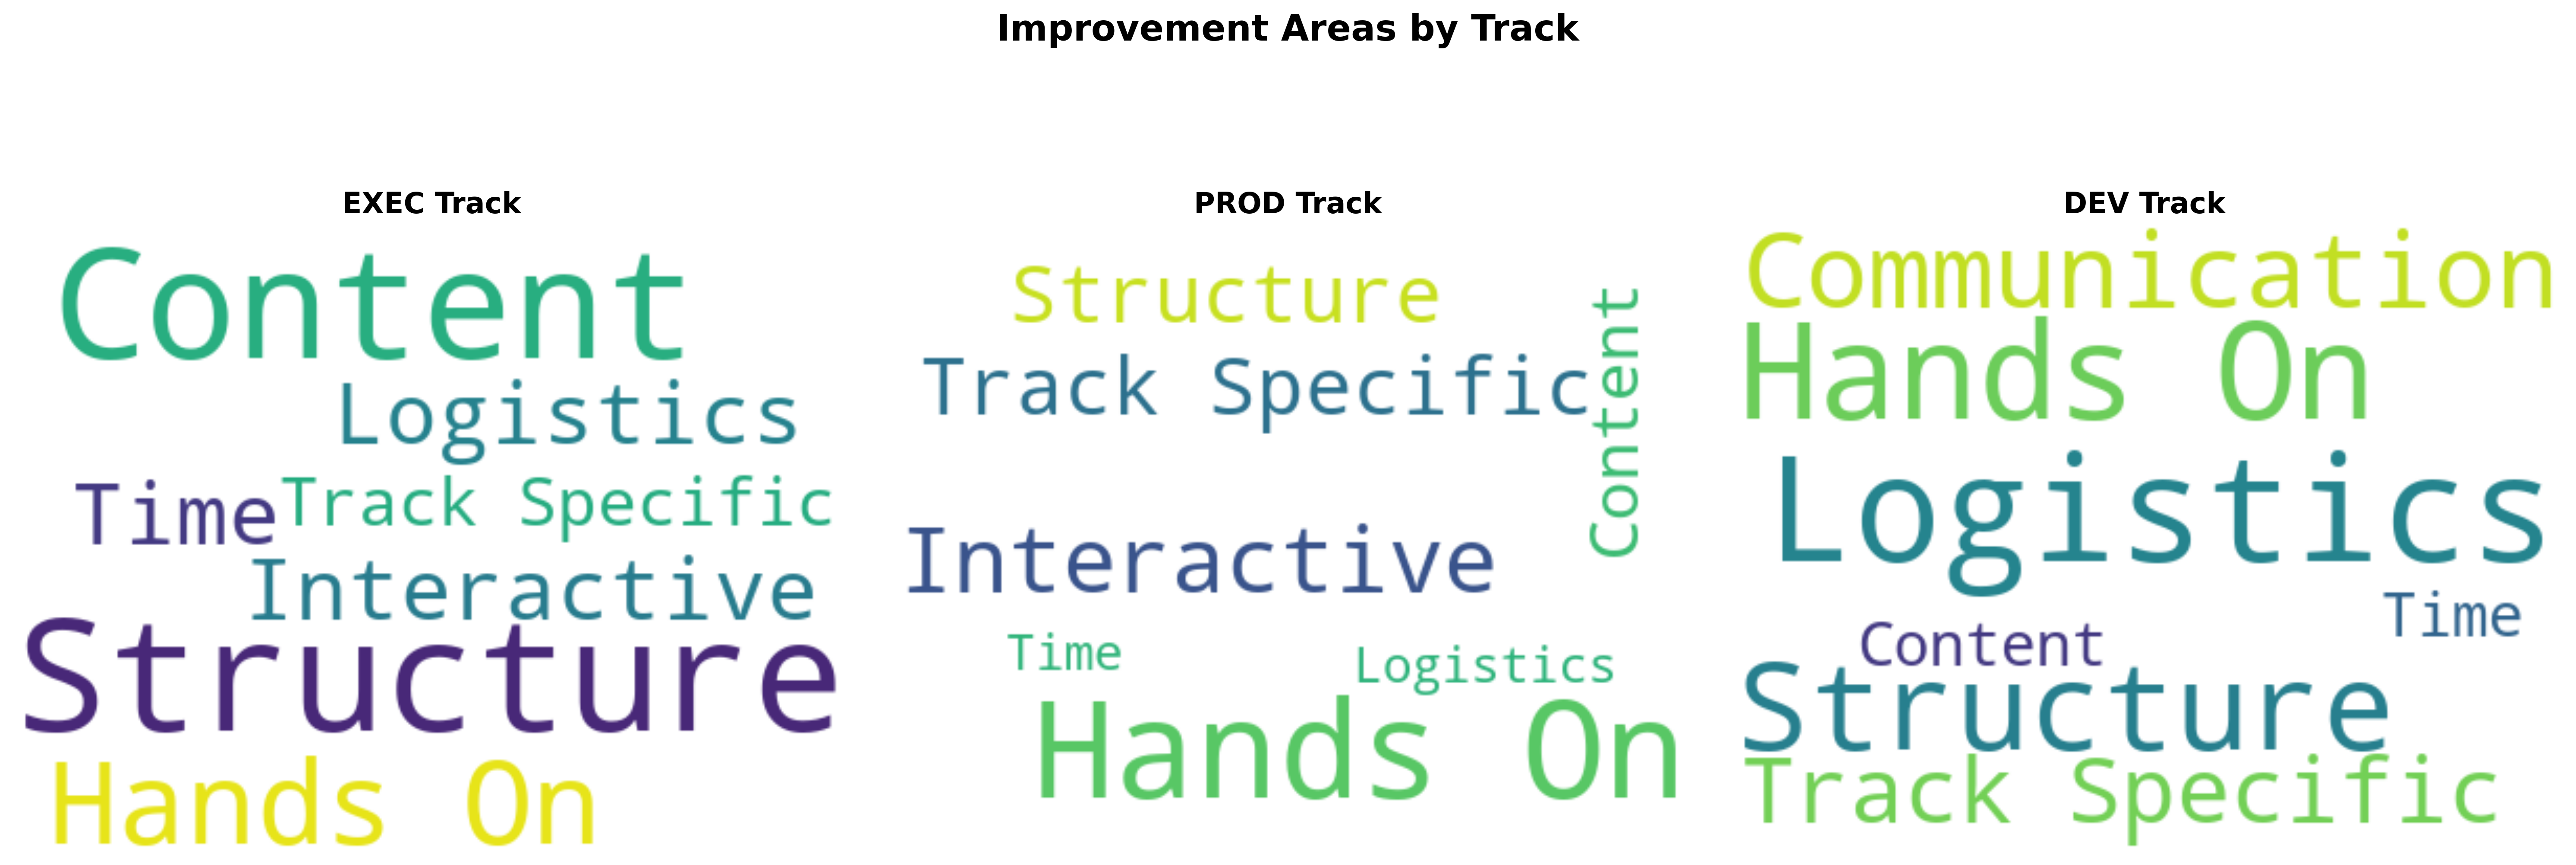 Improvement Areas by Track
EXEC Track
Content
Logistics
Time
Track Specific
Interactive
Structure
Hands On
PROD Track
Structure
Track Specific
Content
Interactive
Time
Logistics
Hands On
DEV Track
Communication
Hands On
Logistics
Time
Content
Structure
Track Specific